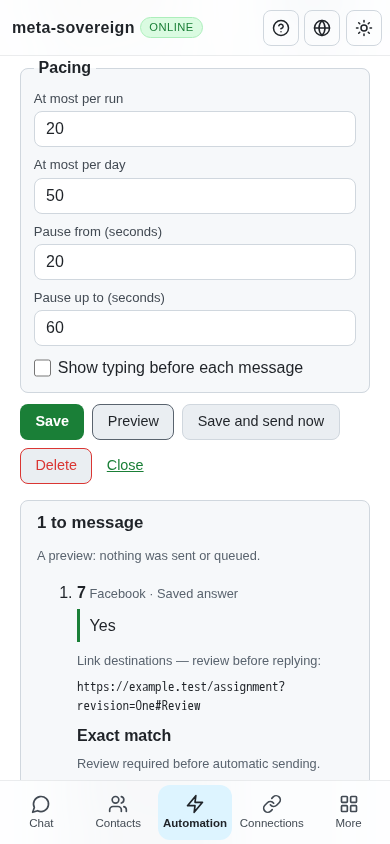 meta-sovereign ONLINE
Pacing
At most per run
20
At most per day
50
Pause from (seconds)
20
Pause up to (seconds)
60
Show typing before each message
Save Preview Save and send now
Delete Close
1 to message
A preview: nothing was sent or queued.
1. 7 Facebook · Saved answer
Yes
Link destinations — review before replying:
https://example.test/assignment?
revision=One#Review
Exact match
Review required before automatic sending.
Chat Contacts Automation Connections More